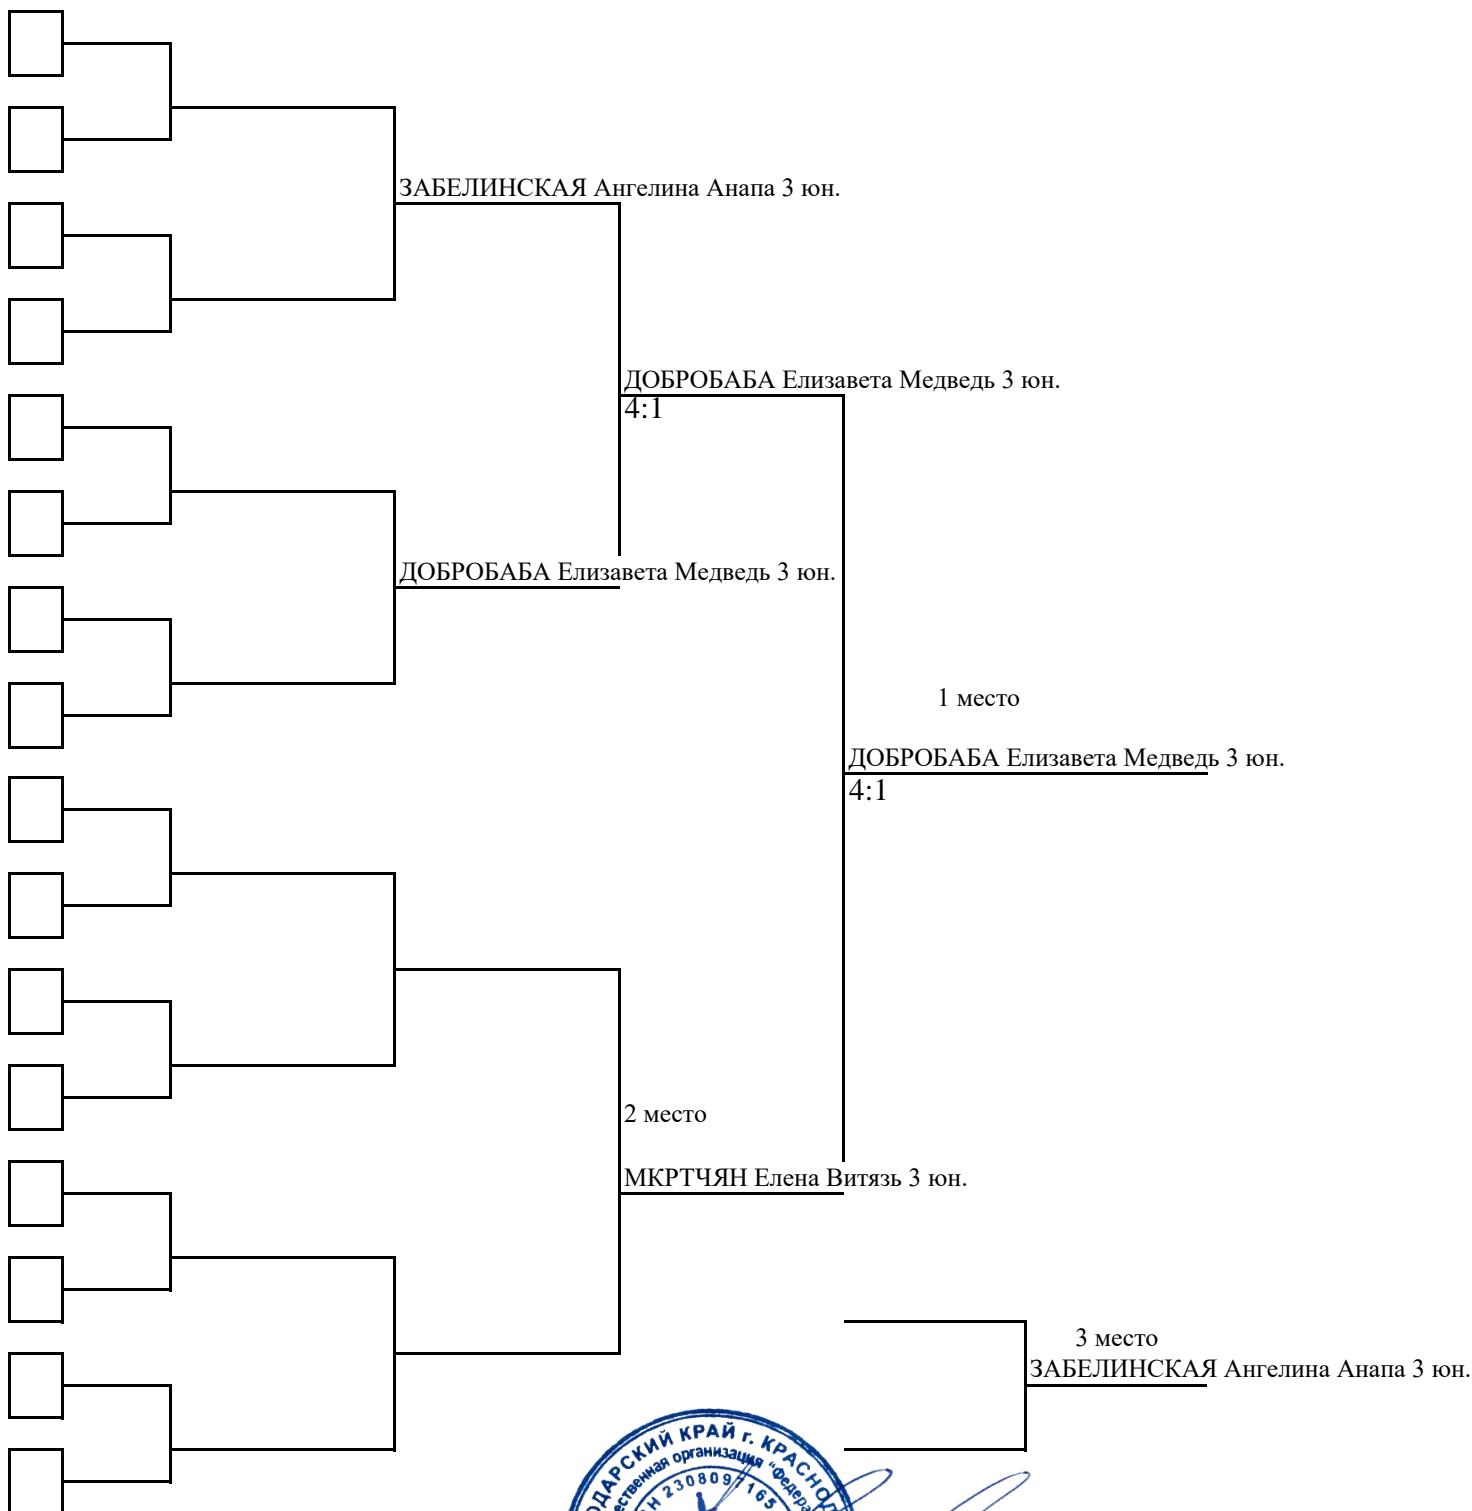 ЗАБЕЛИНСКАЯ Ангелина Анапа 3 юн.
ДОБРОБАБА Елизавета Медведь 3 юн.
4:1
ДОБРОБАБА Елизавета Медведь 3 юн.
1 место
ДОБРОБАБА Елизавета Медведь 3 юн.
4:1
2 место
МКРТЧЯН Елена Витязь 3 юн.
3 место
ЗАБЕЛИНСКАЯ Ангелина Анапа 3 юн.
КРАЙ г.
организация
2308097165